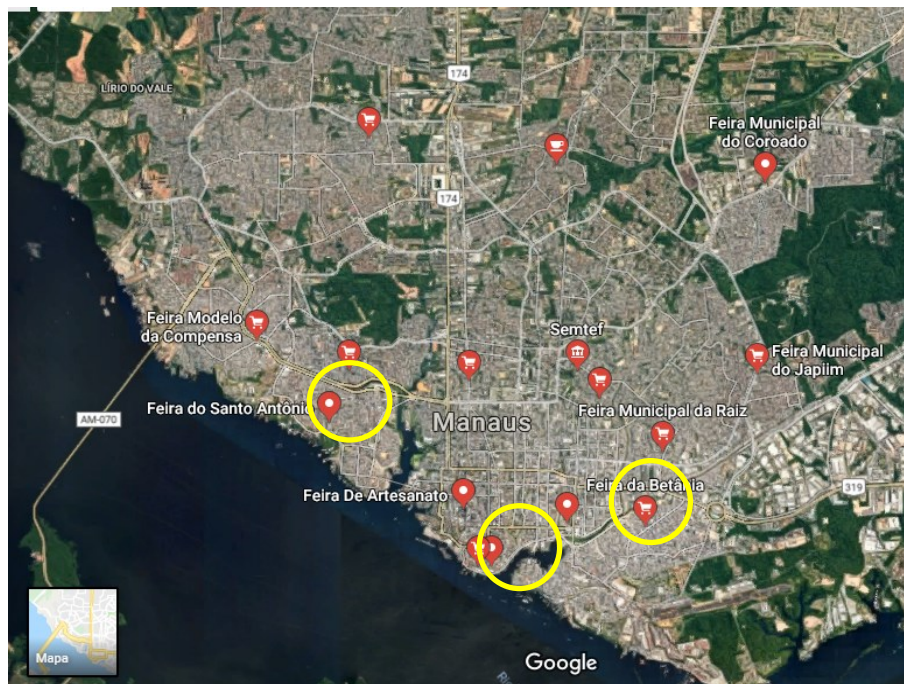 174
LÍRIO DO VALE
Feira Municipal
do Coroado
174
Feira Modelo
da Compensa
Semtef
Feira Municipal
do Japiim
Feira do Santo Antônio
AM-070
Manaus
Feira Municipal da Raiz
Feira De Artesanato
Feira da Betânia
319
Mapa
Google